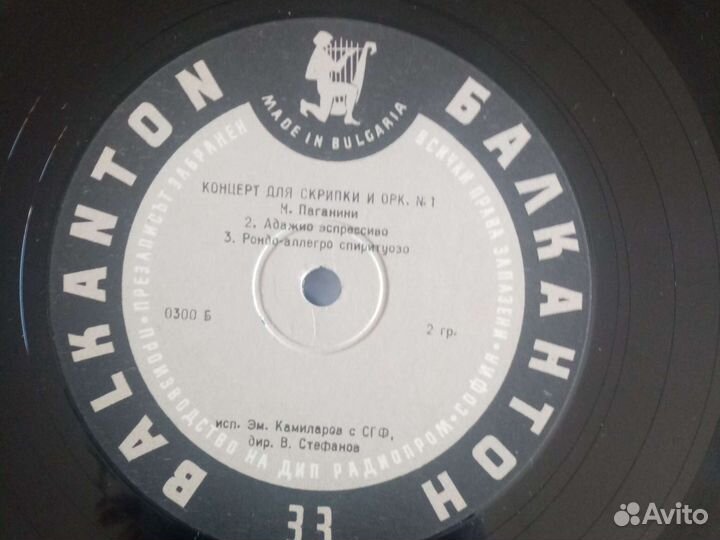 BALKANTON
БАЛКАНТОН
MADE IN BULGARIA
ПРОИЗВОДСТВО НА ДИП РАДИОПРОМ • СОФИЯ • ВСИЧКИ ПРАВА ЗАПАЗЕНИ
ПРЕЗАПИСЪТ ЗАБРАНЕН
КОНЦЕРТ ДЛЯ СКРИПКИ И ОРК. №1
Н. Паганини
2. Адажио эспрессиво
3. Рондо-аллегро спиритуозо
0300 Б
2 гр.
исп. Эм. Камиларов с СГФ,
дир. В. Стефанов
33
Avito